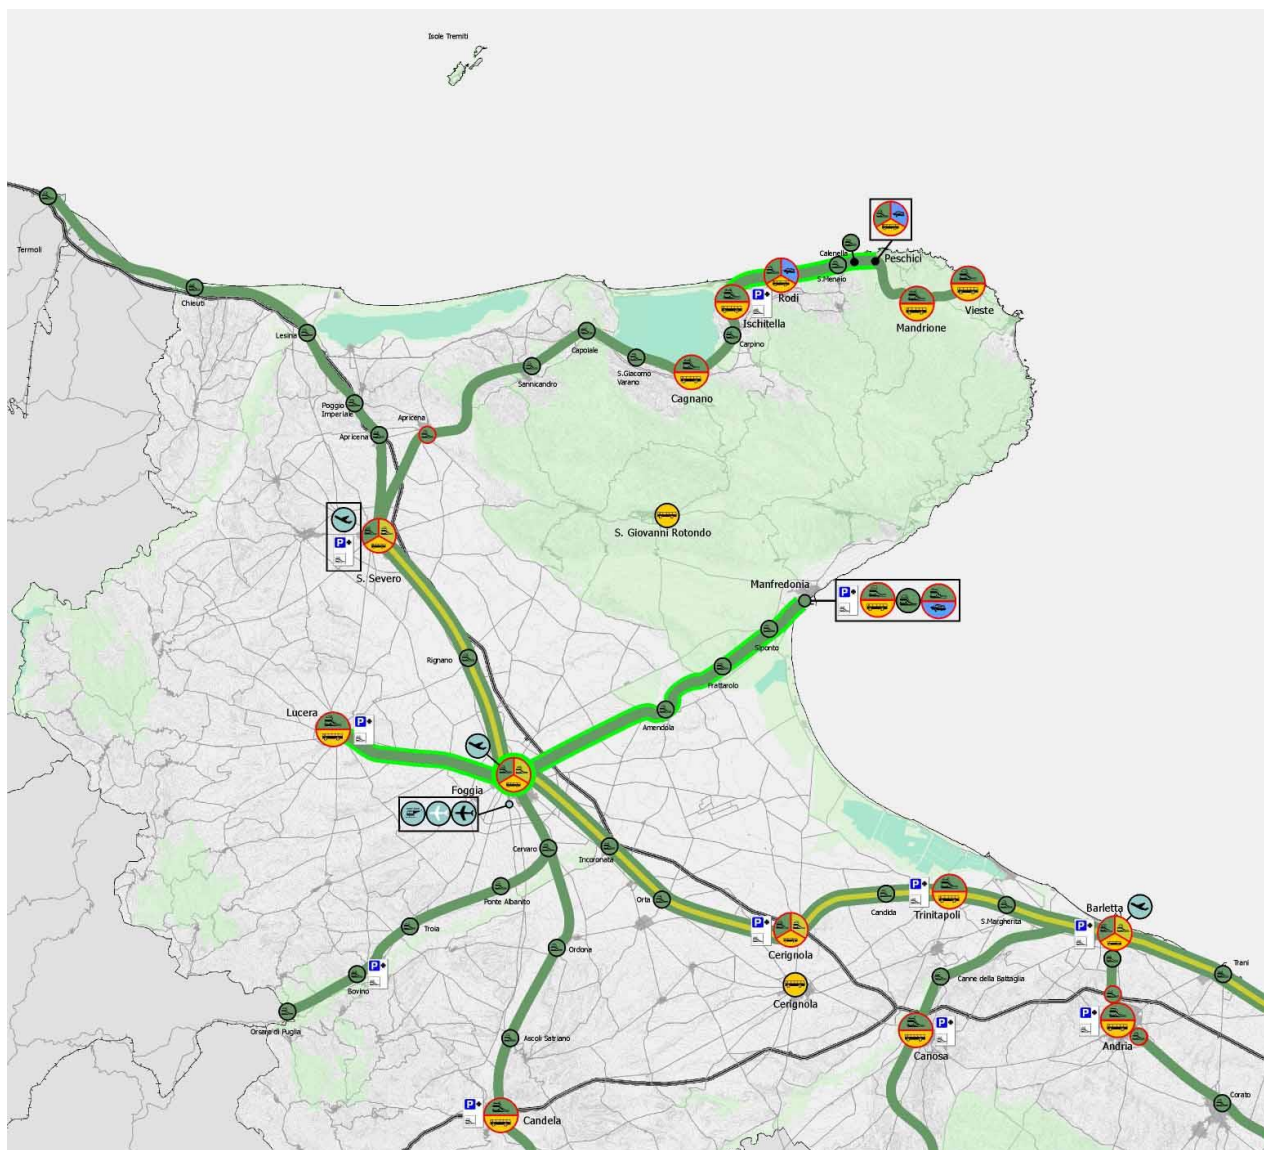 Isole Tremiti
Termoli
Chieuti
Lesina
Poggio
Imperiale
Apricena
Apricena
Sannicandro
Capoiale
S.Giacomo
Varano
Cagnano
Carpino
Ischitella
P
Rodi
S.Menaio
Calenella
Peschici
Mandrione
Vieste
S. Giovanni Rotondo
P
S. Severo
Manfredonia
P
Siponto
Frattarolo
Amendola
Rignano
Lucera
P
Foggia
Cervaro
Incoronata
Ponte Albanito
Troia
P
Bovino
Orsara di Puglia
Ordona
Ascoli Satriano
P
Candela
Orta
P
Cerignola
Cerignola
Candida
P
Trinitapoli
S.Margherita
Barletta
P
Trani
Canne della Battaglia
P
Canosa
P
Andria
Corato